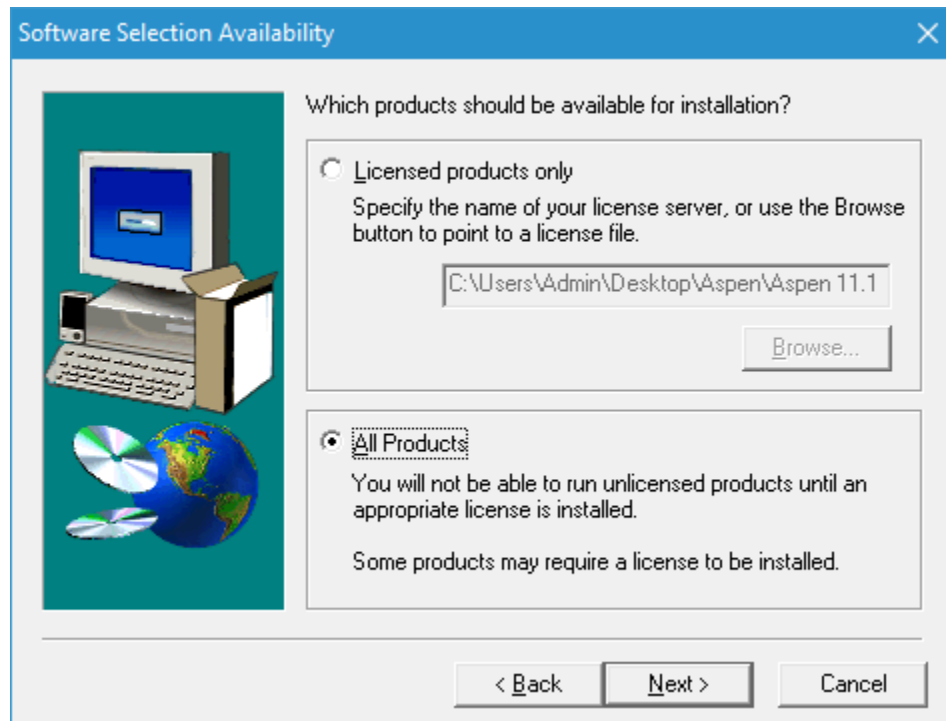 Software Selection Availability
Which products should be available for installation?
Licensed products only
Specify the name of your license server, or use the Browse
button to point to a license file.
C:\Users\Admin\Desktop\Aspen\Aspen 11.1
Browse...
All Products
You will not be able to run unlicensed products until an
appropriate license is installed.
Some products may require a license to be installed.
< Back
Next >
Cancel